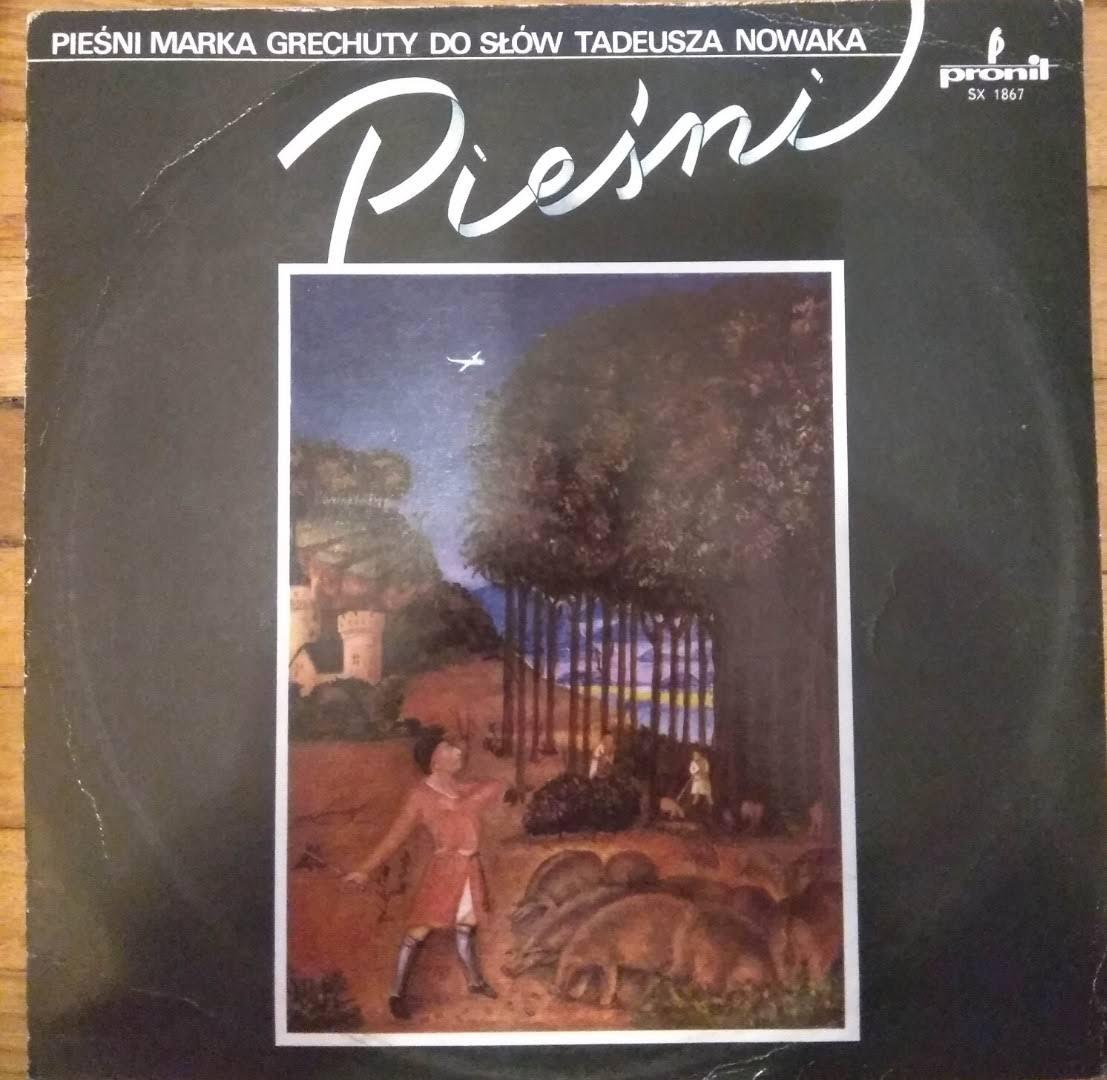 PIEŚNI MARKA GRECHUTY DO SŁÓW TADEUSZA NOWAKA
pronit
SX 1867
Pieśni